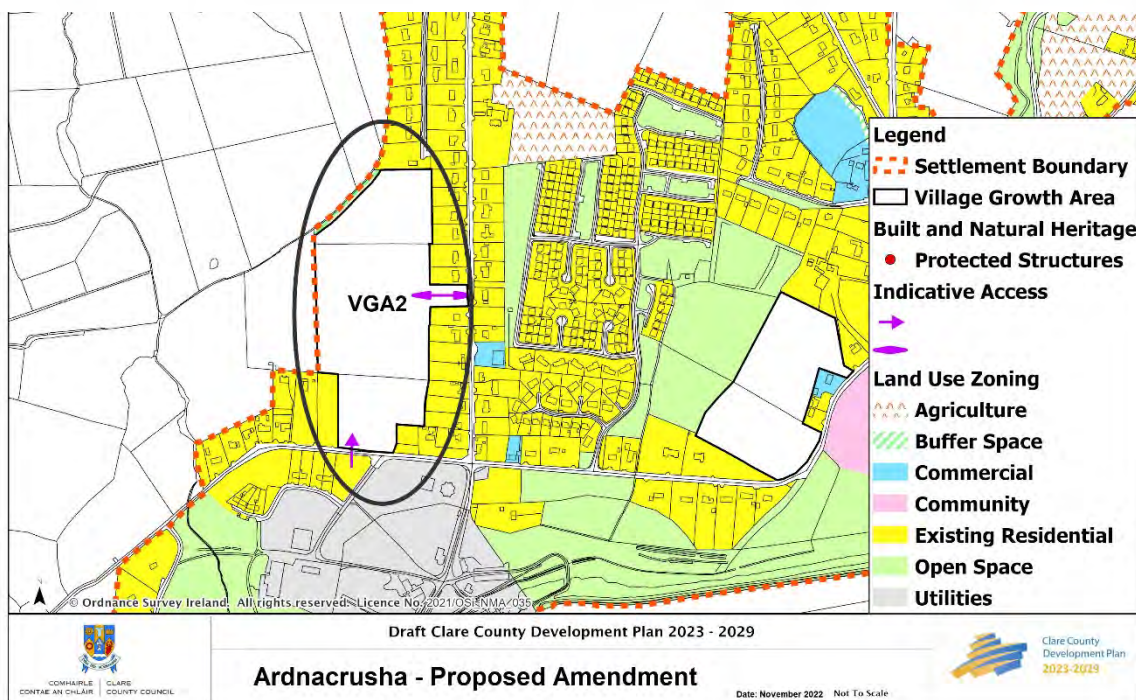 VGA2
Legend
Settlement Boundary
Village Growth Area
Built and Natural Heritage
Protected Structures
Indicative Access
Land Use Zoning
Agriculture
Buffer Space
Commercial
Community
Existing Residential
Open Space
Utilities
© Ordnance Survey Ireland. All rights reserved. Licence No. 2021/OSi_NMA_035
COMHAIRLE
CONTAE AN CHLÁIR
CLARE
COUNTY COUNCIL
Draft Clare County Development Plan 2023 - 2029
Ardnacrusha - Proposed Amendment
Date: November 2022 Not To Scale
Clare County
Development Plan
2023-2029